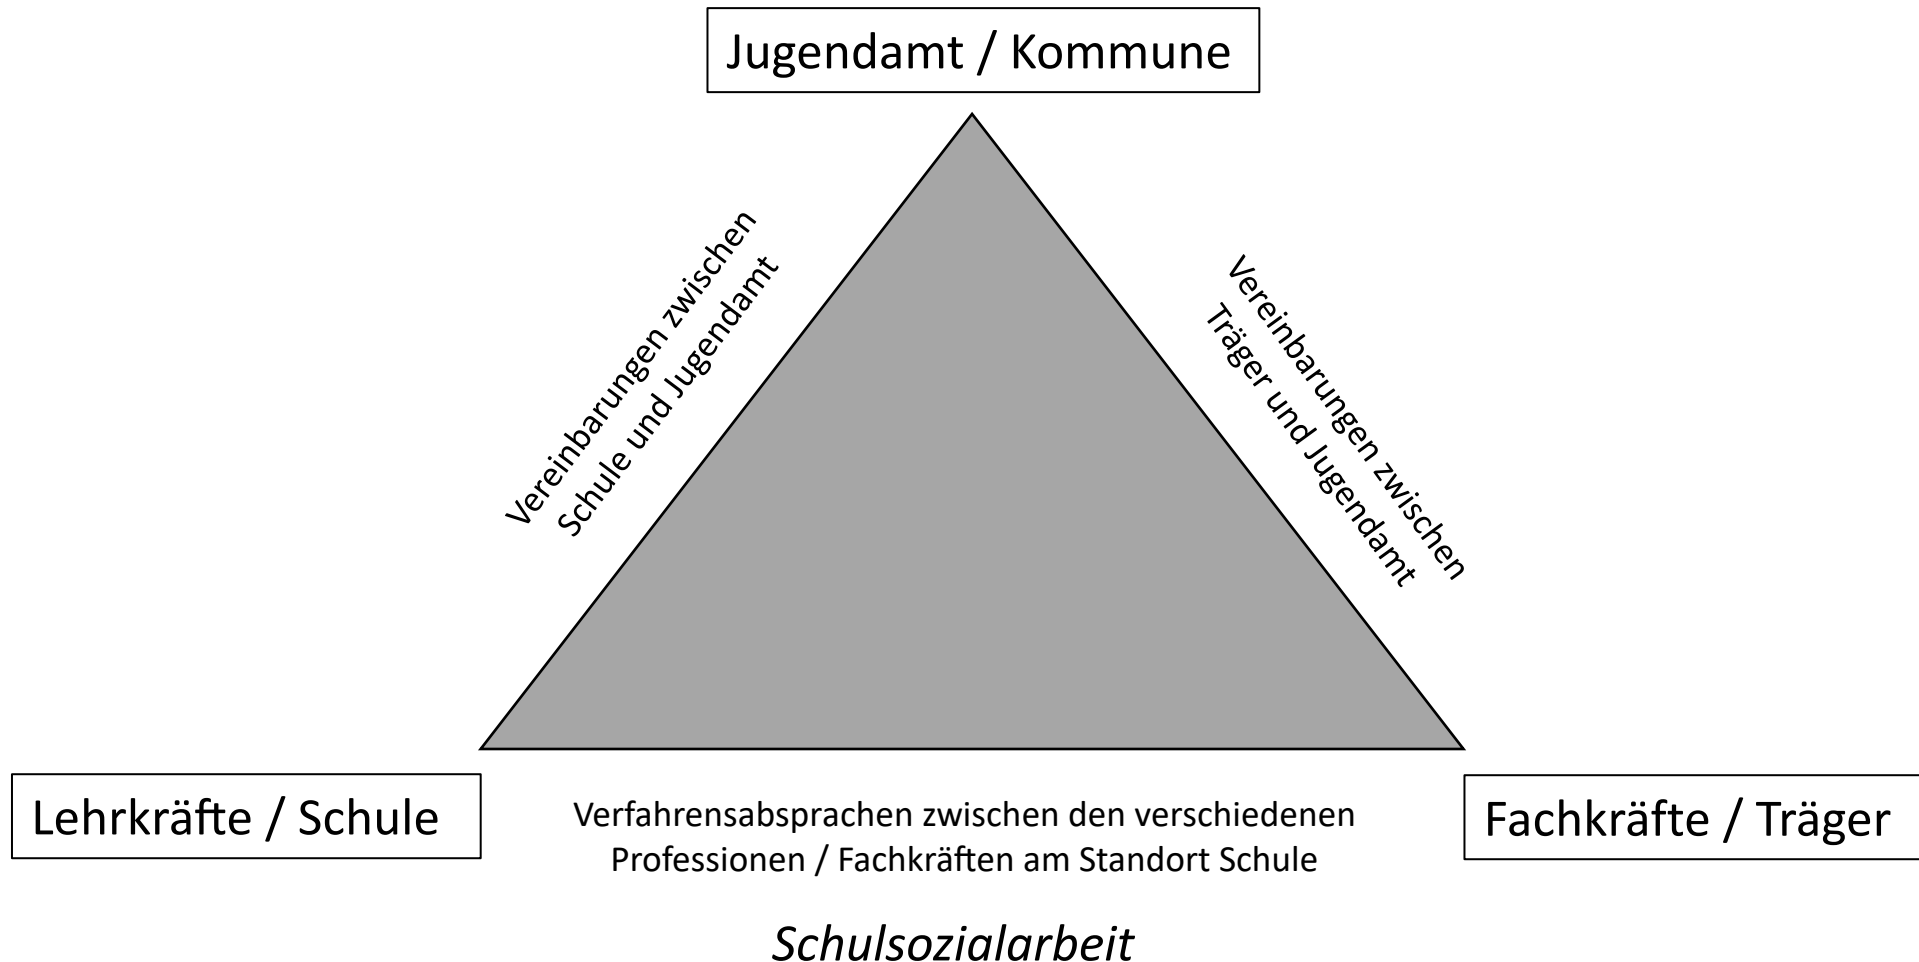 Jugendamt / Kommune
Vereinbarungen zwischen
Schule und Jugendamt
Vereinbarungen zwischen
Träger und Jugendamt
Lehrkräfte / Schule
Verfahrensabsprachen zwischen den verschiedenen
Professionen / Fachkräften am Standort Schule
Fachkräfte / Träger
Schulsozialarbeit